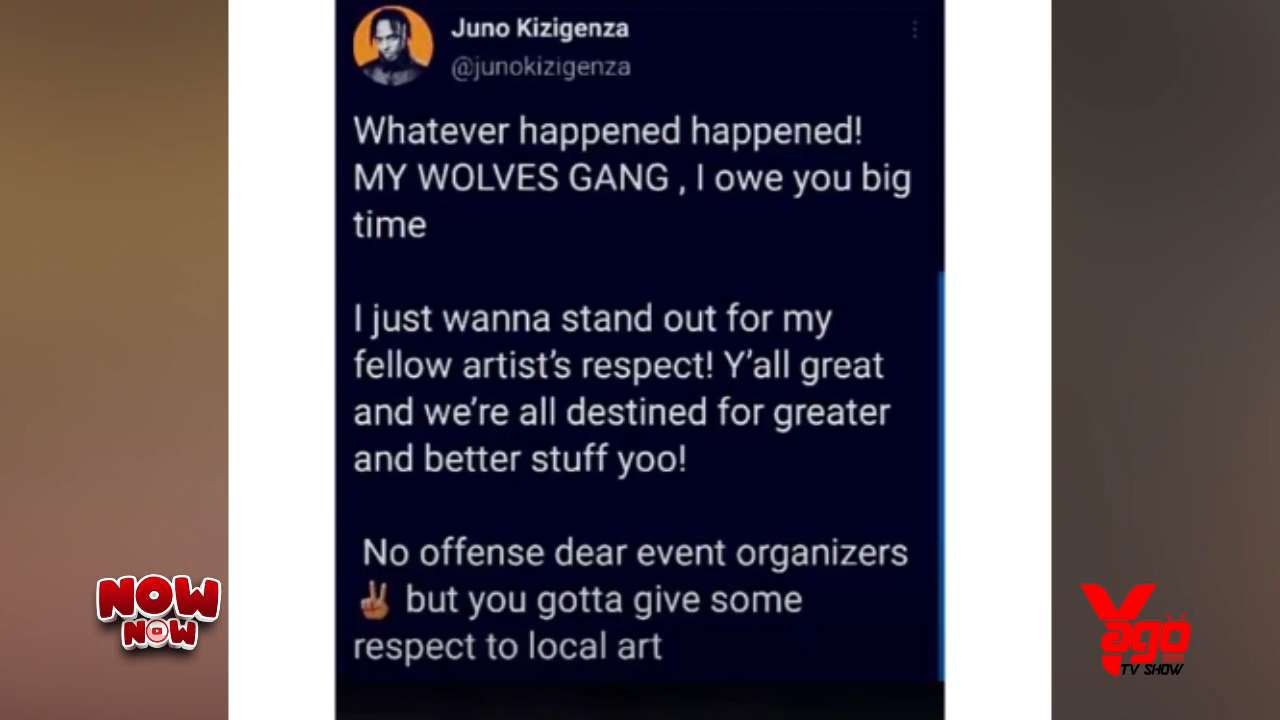 Juno Kizigenza
@junokizigenza
Whatever happened happened!
MY WOLVES GANG , I owe you big
time
I just wanna stand out for my
fellow artist's respect! Y'all great
and we're all destined for greater
and better stuff yoo!
No offense dear event organizers
✌🏾 but you gotta give some
respect to local art
NOW
NOW
Yago
TV SHOW